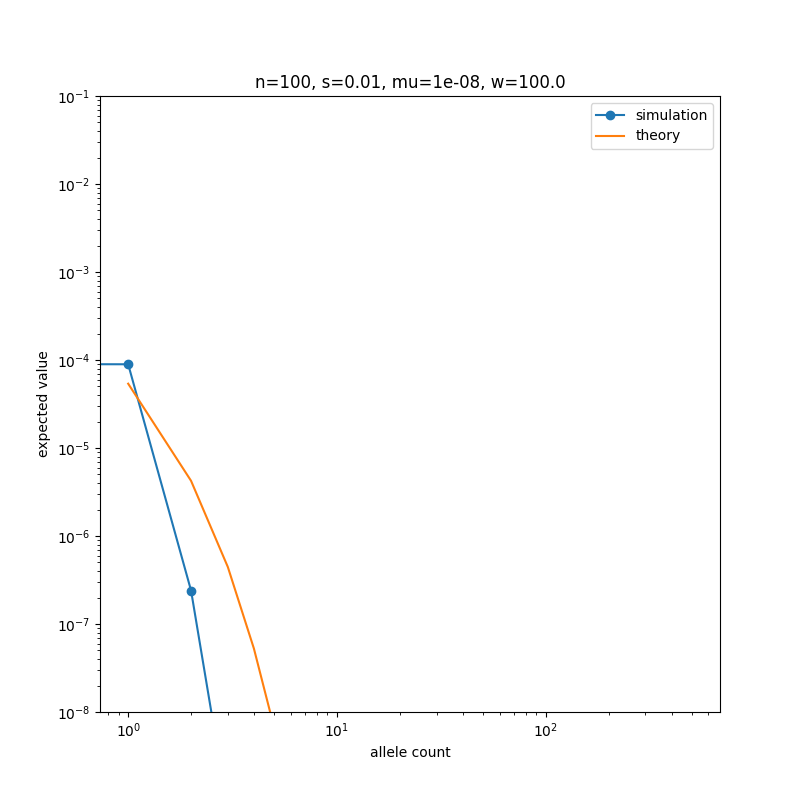 n=100, s=0.01, mu=1e-08, w=100.0
simulation
theory
10⁻¹
10⁻²
10⁻³
10⁻⁴
10⁻⁵
10⁻⁶
10⁻⁷
10⁻⁸
expected value
10⁰ 10¹ 10²
allele count